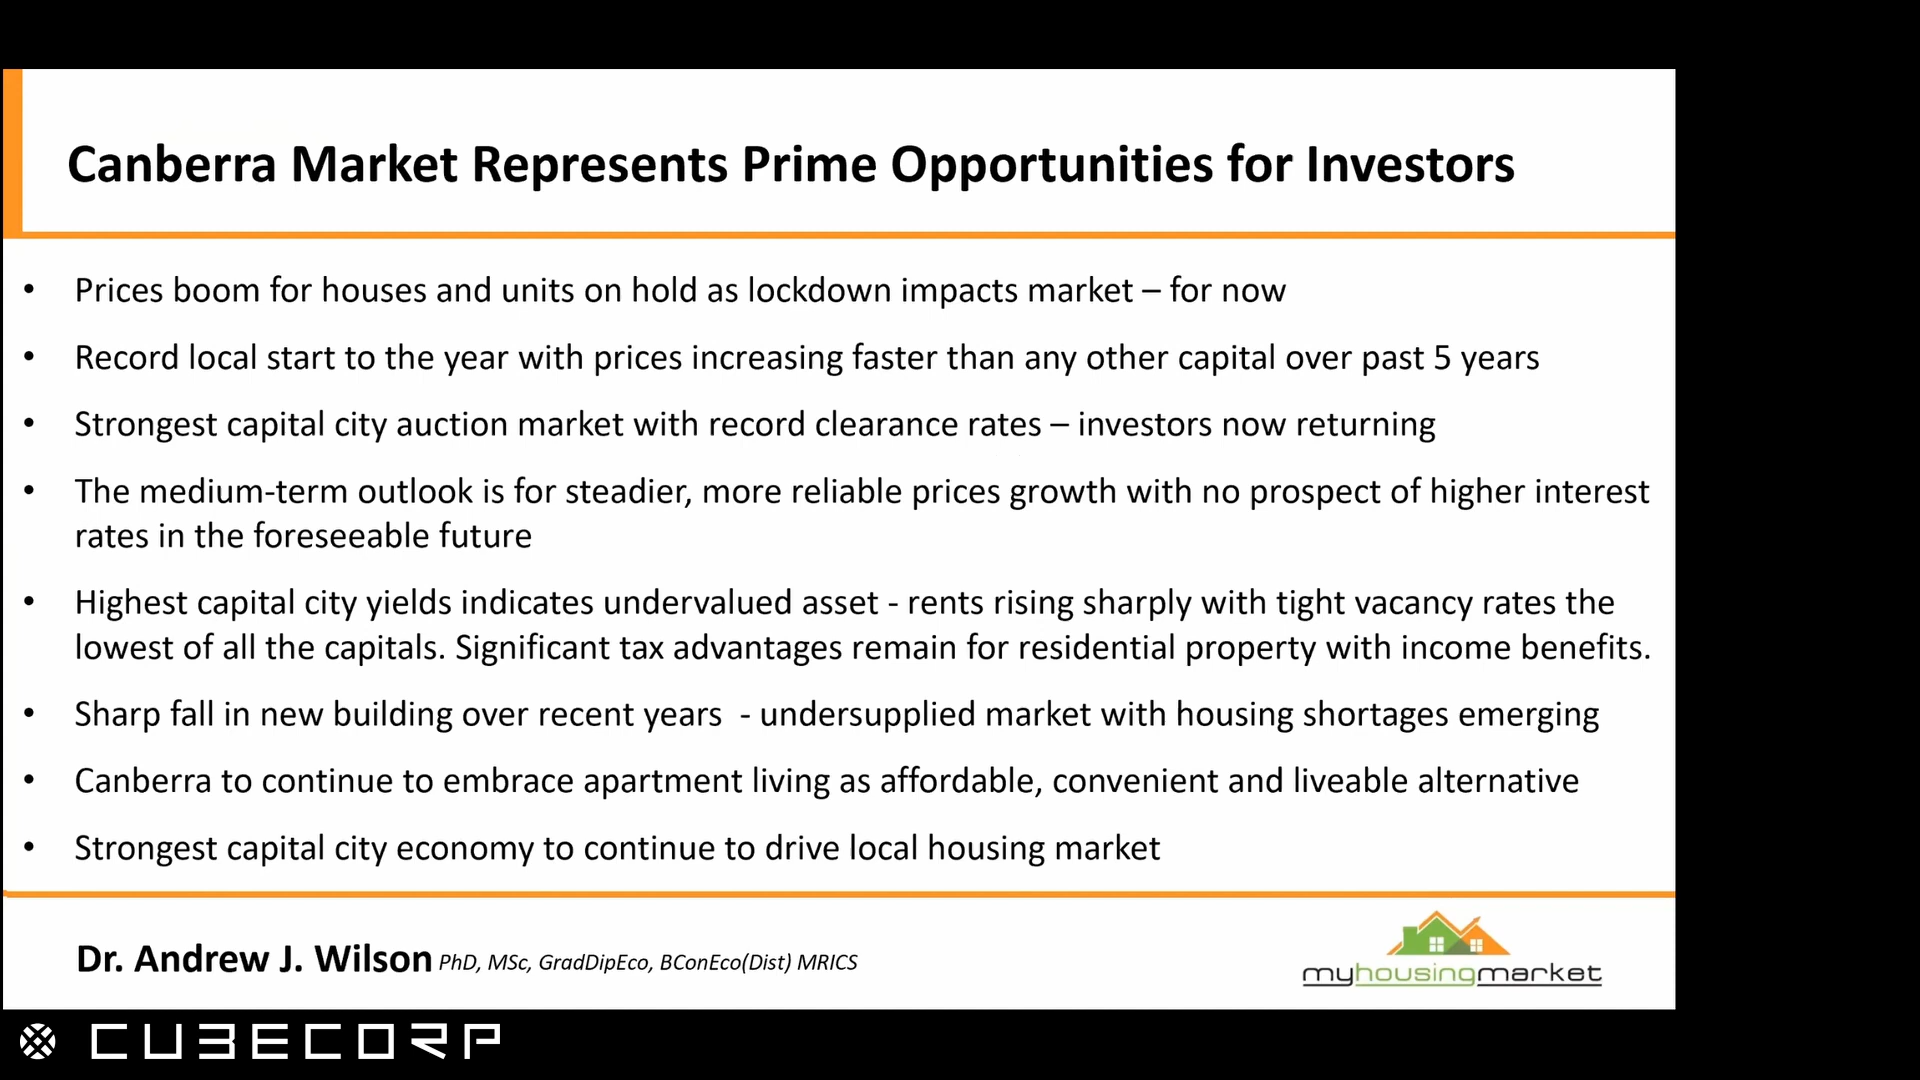 Canberra Market Represents Prime Opportunities for Investors
• Prices boom for houses and units on hold as lockdown impacts market – for now
• Record local start to the year with prices increasing faster than any other capital over past 5 years
• Strongest capital city auction market with record clearance rates – investors now returning
• The medium-term outlook is for steadier, more reliable prices growth with no prospect of higher interest
rates in the foreseeable future
• Highest capital city yields indicates undervalued asset - rents rising sharply with tight vacancy rates the
lowest of all the capitals. Significant tax advantages remain for residential property with income benefits.
• Sharp fall in new building over recent years  - undersupplied market with housing shortages emerging
• Canberra to continue to embrace apartment living as affordable, convenient and liveable alternative
• Strongest capital city economy to continue to drive local housing market
Dr. Andrew J. Wilson PhD, MSc, GradDipEco, BConEco(Dist) MRICS
myhousingmarket
CUBECORP